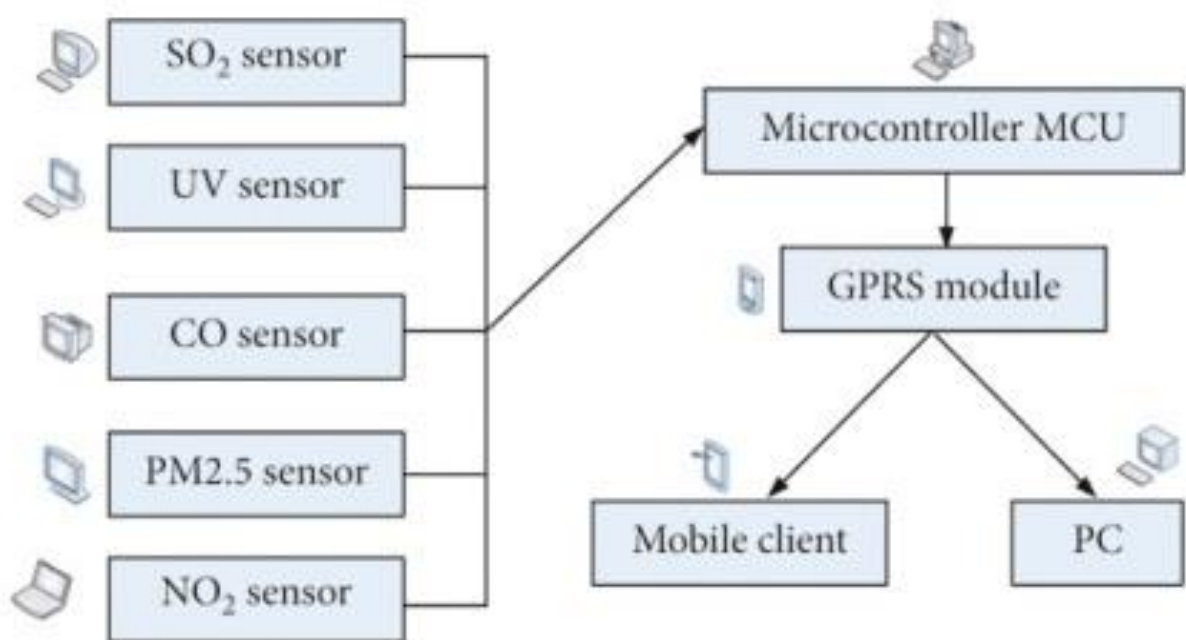 SO₂ sensor
UV sensor
CO sensor
PM2.5 sensor
NO₂ sensor
Microcontroller MCU
GPRS module
Mobile client
PC